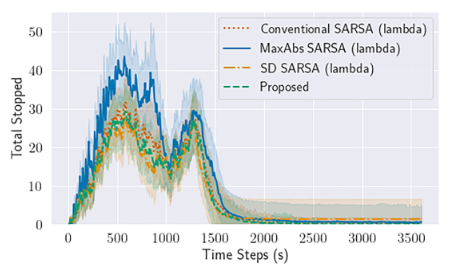 Conventional SARSA (lambda)
MaxAbs SARSA (lambda)
SD SARSA (lambda)
Proposed
Total Stopped
50
40
30
20
10
0
0 500 1000 1500 2000 2500 3000 3500
Time Steps (s)